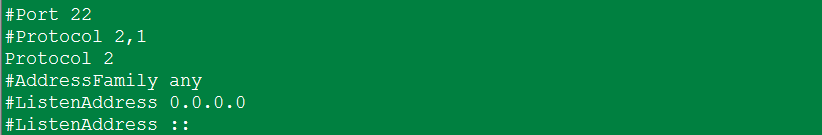 #Port 22
#Protocol 2,1
Protocol 2
#AddressFamily any
#ListenAddress 0.0.0.0
#ListenAddress ::